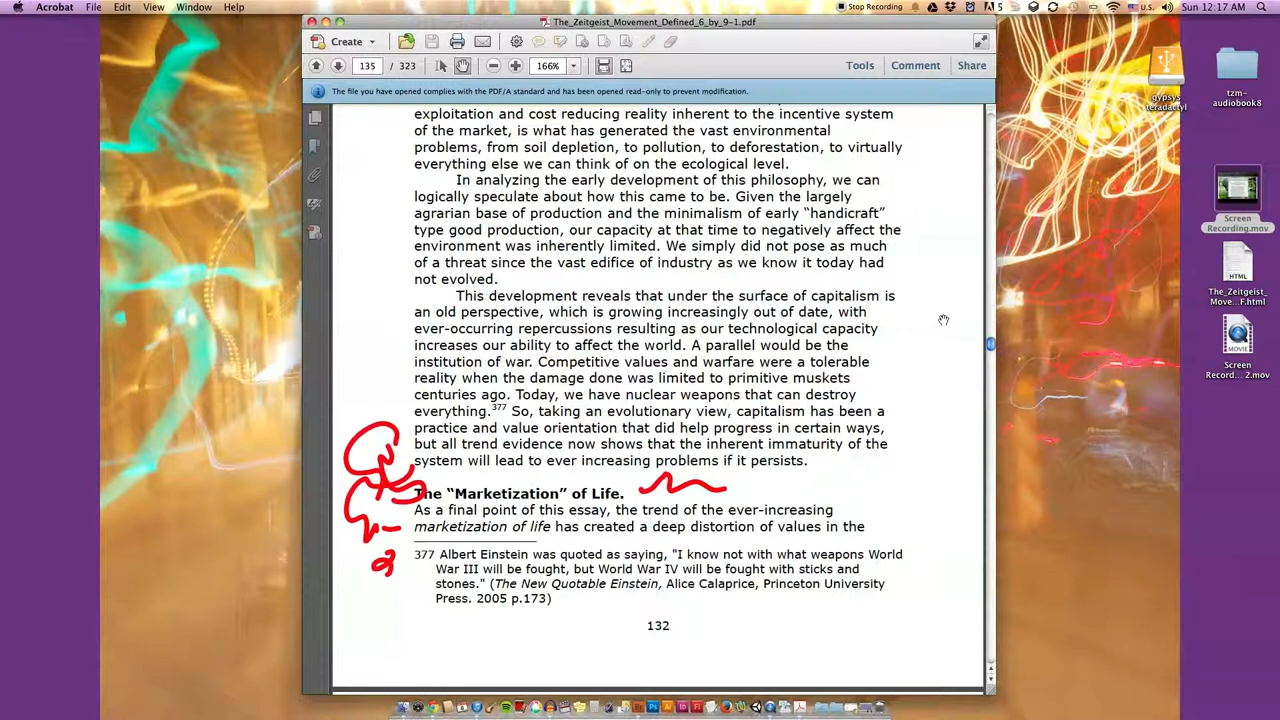 Acrobat File Edit View Window Help
Stop Recording
5
U.S.
Sun 12:17 AM
The_Zeitgeist_Movement_Defined_6_by_9-1.pdf
Create
135 / 323
166%
Tools Comment Share
The file you have opened complies with the PDF/A standard and has been opened read-only to prevent modification.
exploitation and cost reducing reality inherent to the incentive system
of the market, is what has generated the vast environmental
problems, from soil depletion, to pollution, to deforestation, to virtually
everything else we can think of on the ecological level.
In analyzing the early development of this philosophy, we can
logically speculate about how this came to be. Given the largely
agrarian base of production and the minimalism of early “handicraft”
type good production, our capacity at that time to negatively affect the
environment was inherently limited. We simply did not pose as much
of a threat since the vast edifice of industry as we know it today had
not evolved.
This development reveals that under the surface of capitalism is
an old perspective, which is growing increasingly out of date, with
ever-occurring repercussions resulting as our technological capacity
increases our ability to affect the world. A parallel would be the
institution of war. Competitive values and warfare were a tolerable
reality when the damage done was limited to primitive muskets
centuries ago. Today, we have nuclear weapons that can destroy
everything.377 So, taking an evolutionary view, capitalism has been a
practice and value orientation that did help progress in certain ways,
but all trend evidence now shows that the inherent immaturity of the
system will lead to ever increasing problems if it persists.
The “Marketization” of Life.
As a final point of this essay, the trend of the ever-increasing
marketization of life has created a deep distortion of values in the
377 Albert Einstein was quoted as saying, "I know not with what weapons World
War III will be fought, but World War IV will be fought with sticks and
stones." (The New Quotable Einstein, Alice Calaprice, Princeton University
Press. 2005 p.173)
132
gypsys
teradactyl
tzm-
audiobook8
Screen
Recording.mov
HTML
The_Zeitgeist_
Move...F.html
MOVIE
Screen
Record... 2.mov